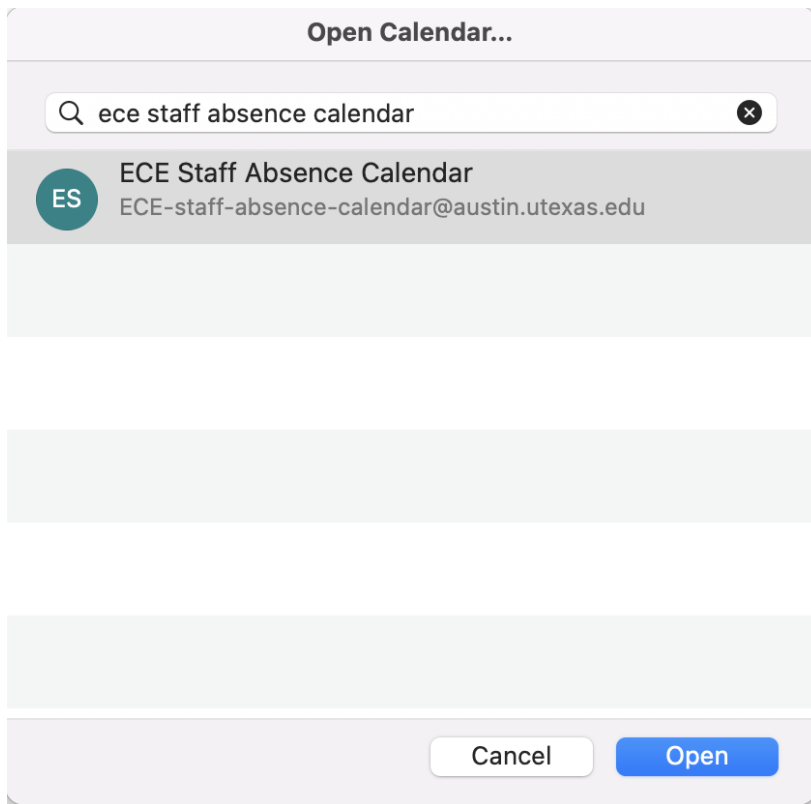 Open Calendar...
ece staff absence calendar
ECE Staff Absence Calendar
ES
ECE-staff-absence-calendar@austin.utexas.edu
Cancel
Open